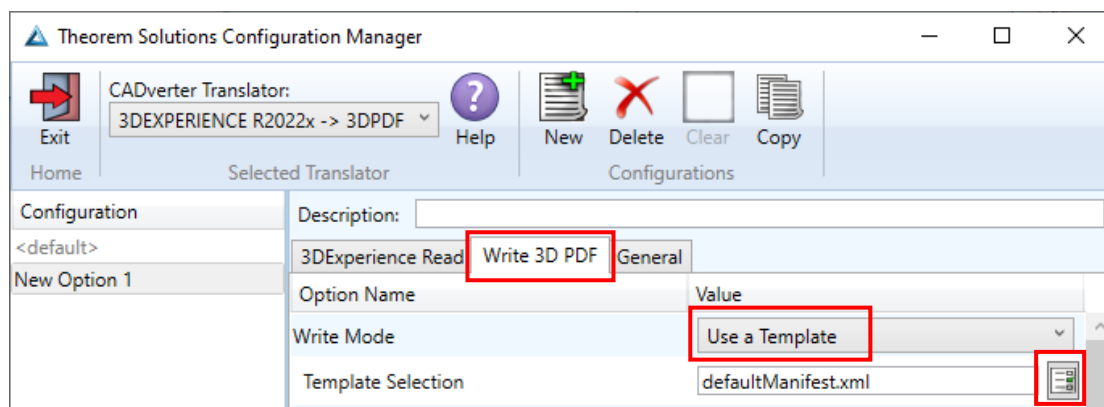 Theorem Solutions Configuration Manager
CADverter Translator:
3DEXPERIENCE R2022x -> 3DPDF
Exit
Help
New
Delete
Clear
Copy
Home
Selected Translator
Configurations
Configuration
Description:
<default>
3DExperience Read
Write 3D PDF
General
New Option 1
Option Name
Value
Write Mode
Use a Template
Template Selection
defaultManifest.xml